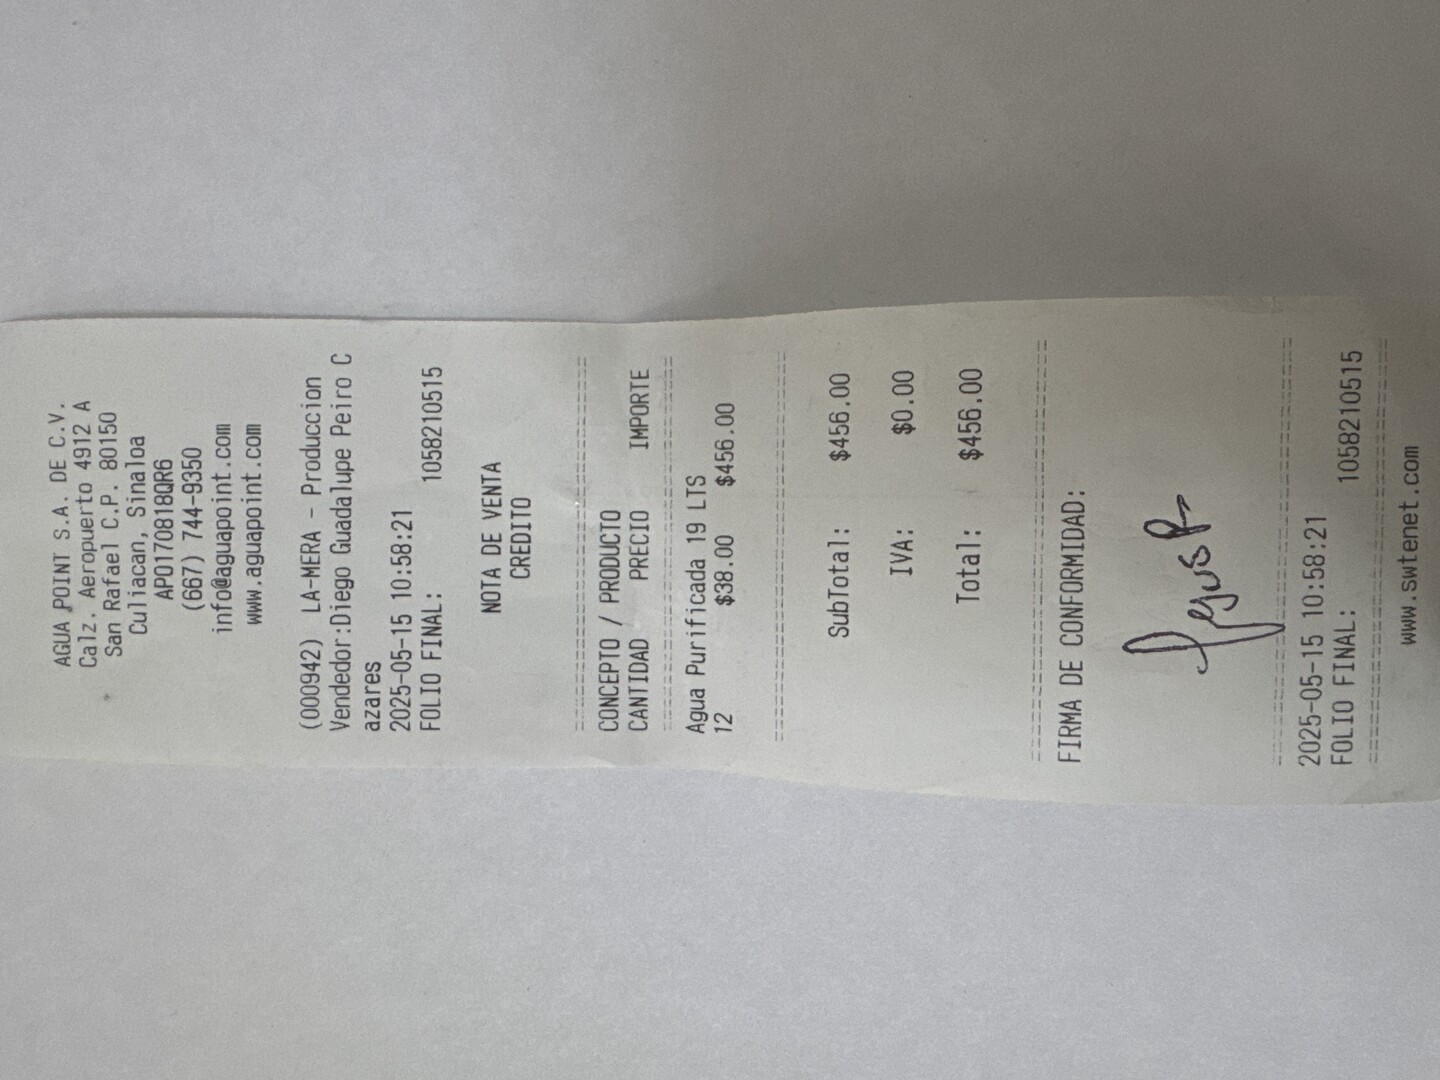 AGUA POINT S.A. DE C.V.
Calz. Aeropuerto 4912 A
San Rafael C.P. 80150
Culiacan, Sinaloa
APO170818QR6
(667) 744-9350
info@aguapoint.com
www.aguapoint.com
(000942) LA-MERA - Produccion
Vendedor:Diego Guadalupe Peiro C
azares
2025-05-15 10:58:21
FOLIO FINAL: 1058210515
NOTA DE VENTA
CREDITO
CONCEPTO / PRODUCTO
CANTIDAD PRECIO IMPORTE
Agua Purificada 19 LTS
12 $38.00 $456.00
SubTotal: $456.00
IVA: $0.00
Total: $456.00
FIRMA DE CONFORMIDAD:
Jesus R
2025-05-15 10:58:21
FOLIO FINAL: 1058210515
www.swtenet.com